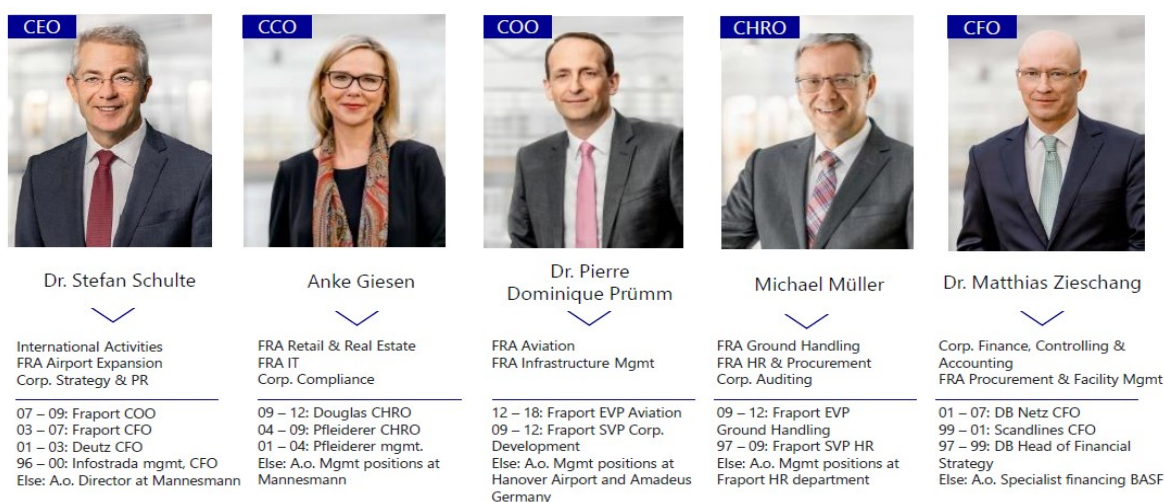 CEO
Dr. Stefan Schulte
International Activities
FRA Airport Expansion
Corp. Strategy & PR
07 – 09: Fraport COO
03 – 07: Fraport CFO
01 – 03: Deutz CFO
96 – 00: Infostrada mgmt, CFO
Else: A.o. Director at Mannesmann
CCO
Anke Giesen
FRA Retail & Real Estate
FRA IT
Corp. Compliance
09 – 12: Douglas CHRO
04 – 09: Pfleiderer CHRO
01 – 04: Pfleiderer mgmt.
Else: A.o. Mgmt positions at
Mannesmann
COO
Dr. Pierre
Dominique Prümm
FRA Aviation
FRA Infrastructure Mgmt
12 – 18: Fraport EVP Aviation
09 – 12: Fraport SVP Corp.
Development
Else: A.o. Mgmt positions at
Hanover Airport and Amadeus
Germany
CHRO
Michael Müller
FRA Ground Handling
FRA HR & Procurement
Corp. Auditing
09 – 12: Fraport EVP
Ground Handling
97 – 09: Fraport SVP HR
Else: A.o. Mgmt positions at
Fraport HR department
CFO
Dr. Matthias Zieschang
Corp. Finance, Controlling &
Accounting
FRA Procurement & Facility Mgmt
01 – 07: DB Netz CFO
99 – 01: Scandlines CFO
97 – 99: DB Head of Financial
Strategy
Else: A.o. Specialist financing BASF